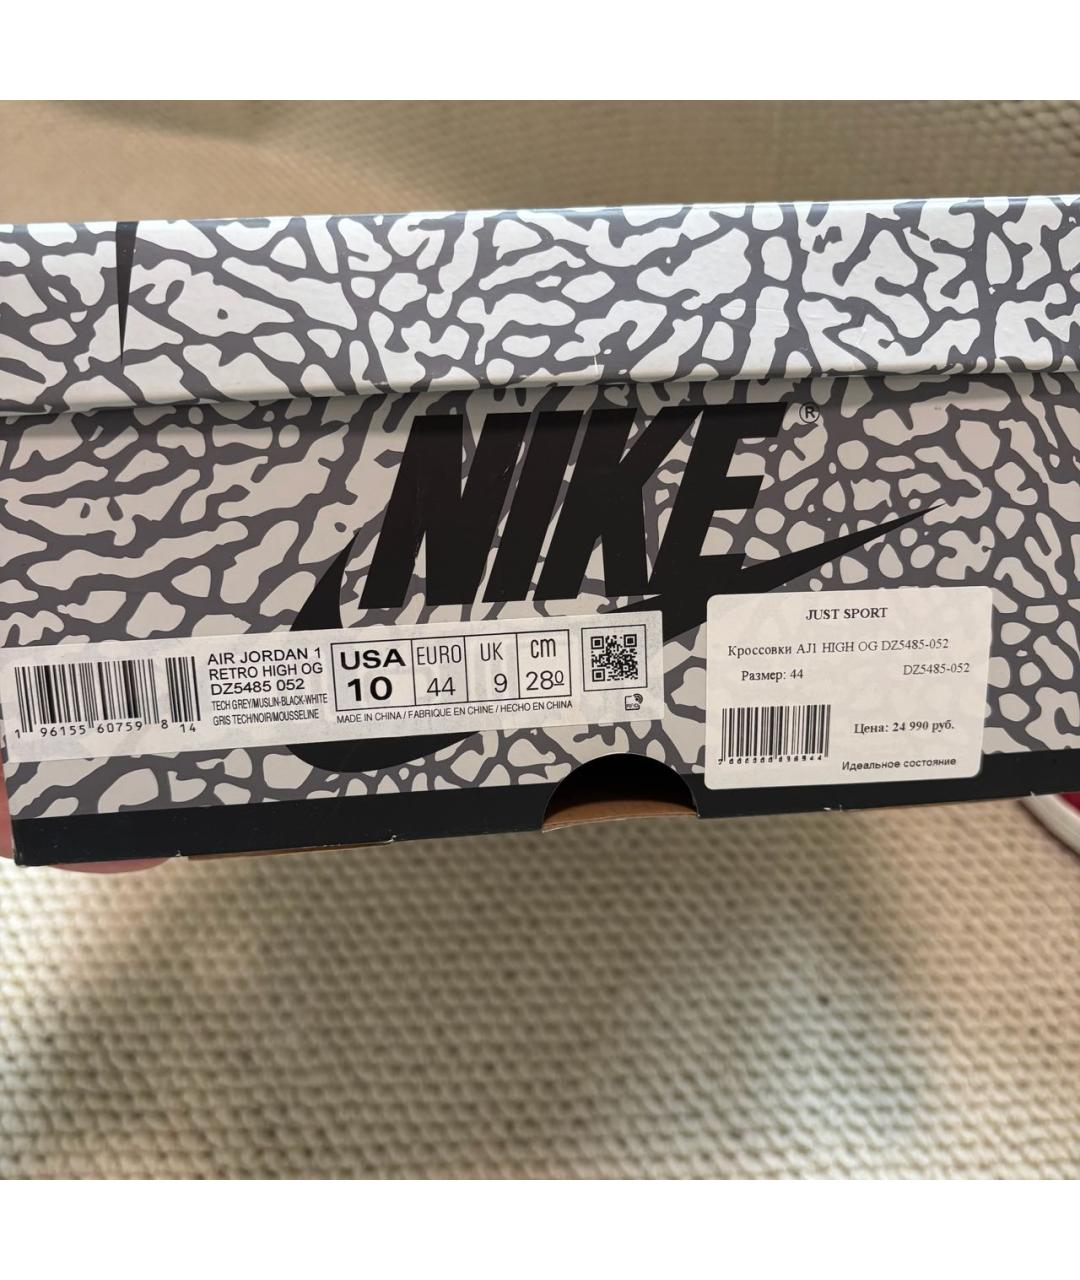 NIKE®
AIR JORDAN 1
RETRO HIGH OG
DZ5485 052
TECH GREY/MUSLIN-BLACK-WHITE
GRIS TECH/NOIR/MOUSSELINE
1 96155 60759 8 14
USA EURO UK cm
10 44 9 28.0
MADE IN CHINA / FABRIQUE EN CHINE / HECHO EN CHINA
JUST SPORT
Кроссовки AJ1 HIGH OG DZ5485-052
Размер: 44 DZ5485-052
Цена: 24 990 руб.
Идеальное состояние